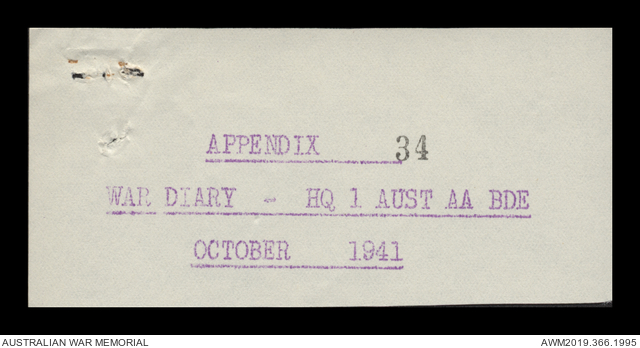 APPENDIX 34
WAR DIARY - HQ 1 AUST AA BDE
OCTOBER 1941
AUSTRALIAN WAR MEMORIAL AWM2019.366.1995